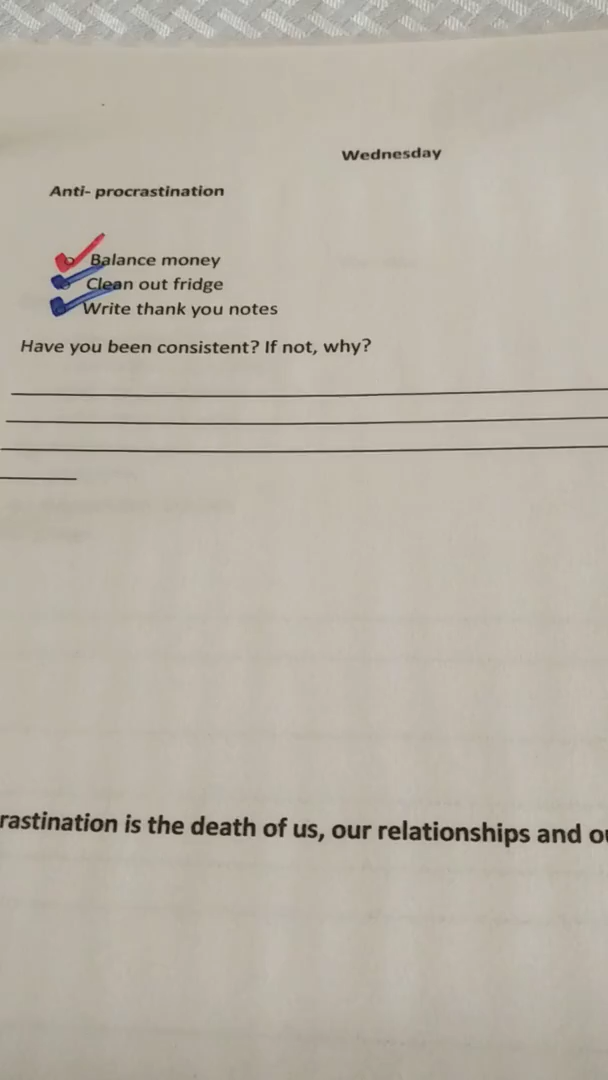 Wednesday
Anti- procrastination
Balance money
Clean out fridge
Write thank you notes
Have you been consistent? If not, why?
rastination is the death of us, our relationships and